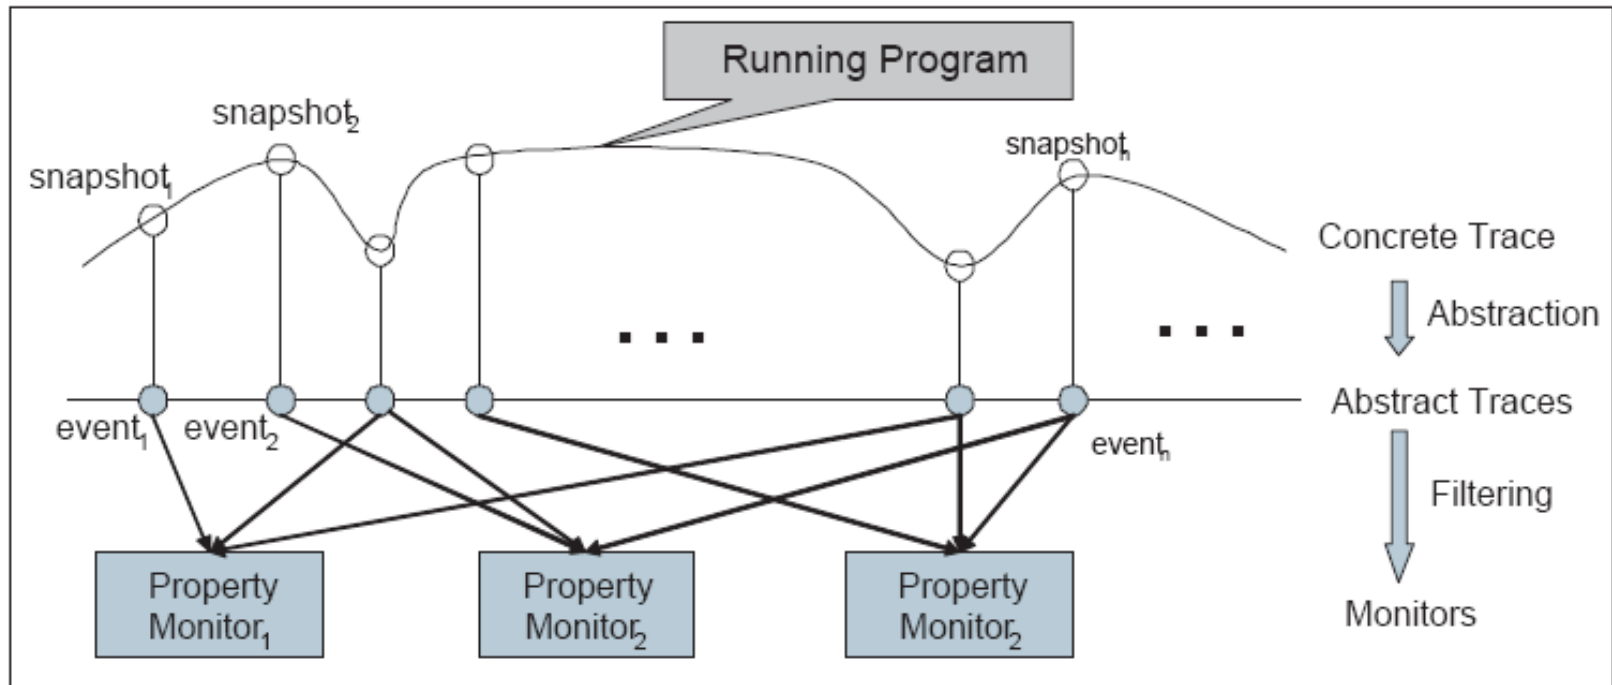 Running Program
snapshot₂
snapshotₙ
snapshot₁
Concrete Trace
Abstraction
. . .
. . .
Abstract Traces
event₁
event₂
eventₙ
Filtering
Property
Monitor₁
Property
Monitor₂
Property
Monitor₂
Monitors